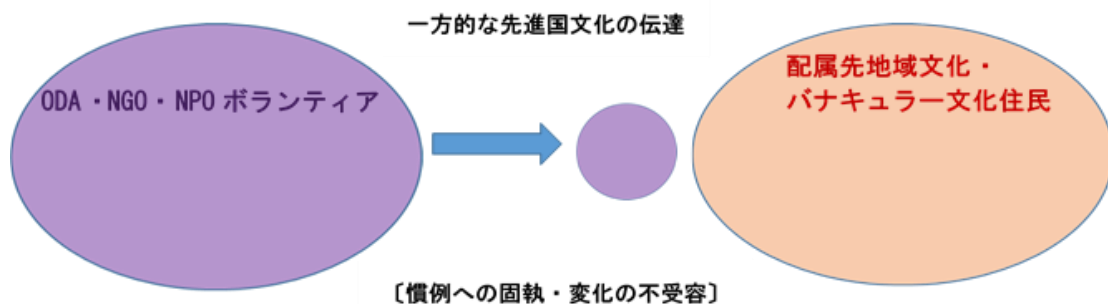 一方的な先進国文化の伝達
ODA・NGO・NPO ボランティア
配属先地域文化・
バナキュラー文化住民
〔慣例への固執・変化の不受容〕